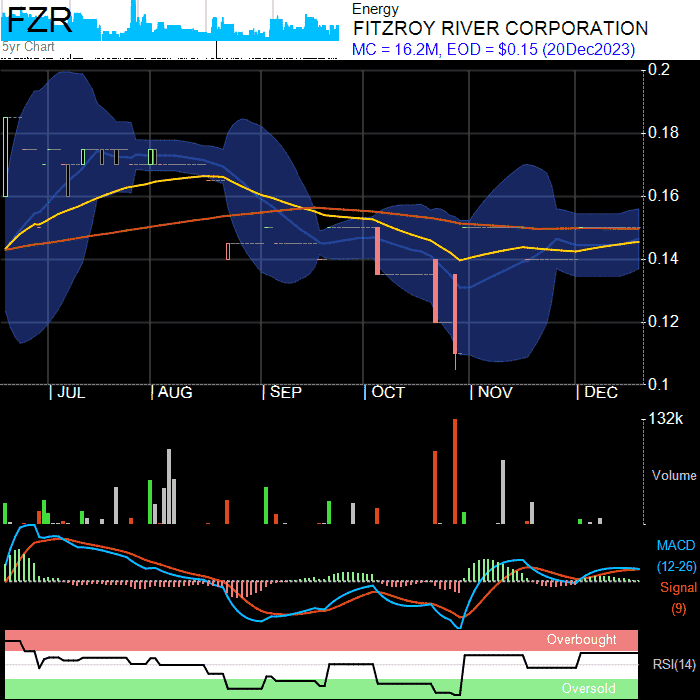 FZR
Energy
FITZROY RIVER CORPORATION
5yr Chart
MC = 16.2M, EOD = $0.15 (20Dec2023)
0.2
0.18
0.16
0.14
0.12
0.1
| JUL | AUG | SEP | OCT | NOV | DEC
132k
Volume
MACD
(12-26)
Signal
(9)
Overbought
RSI(14)
Oversold